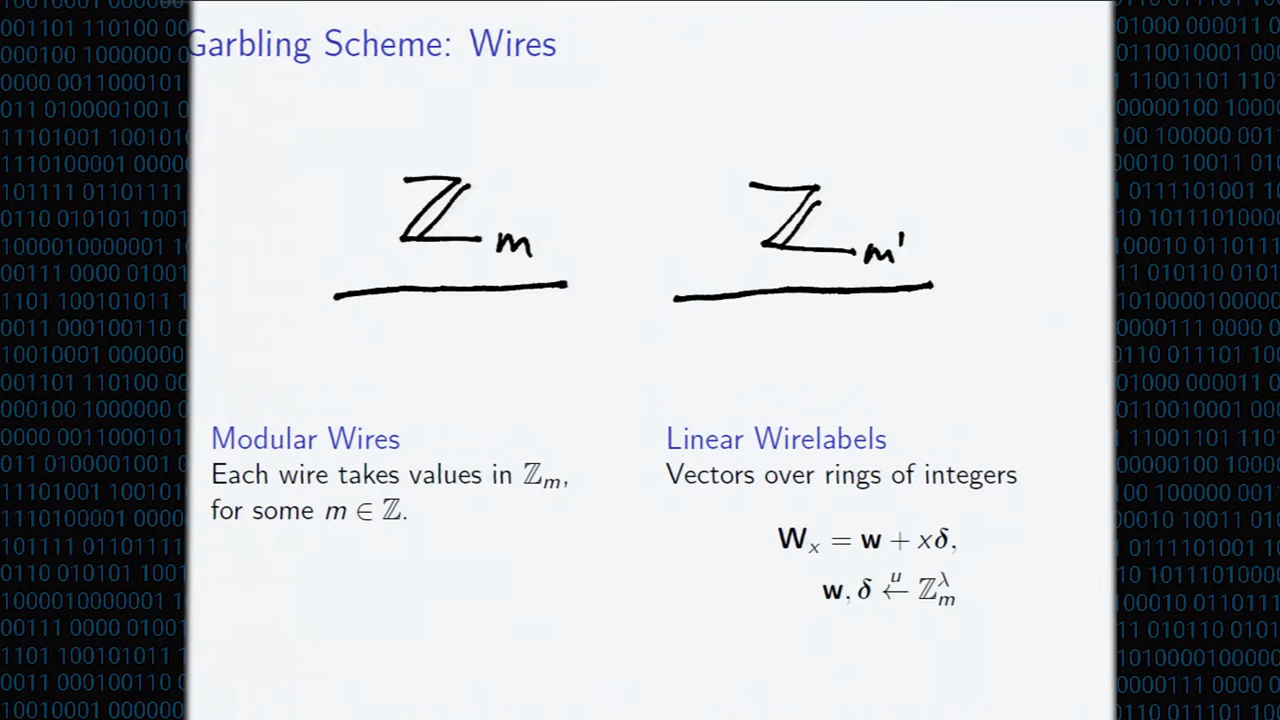 Garbling Scheme: Wires
ℤₘ ℤₘ'
Modular Wires
Each wire takes values in ℤₘ,
for some m ∈ ℤ.
Linear Wirelabels
Vectors over rings of integers
𝐖ₓ = 𝐰 + x𝛅,
𝐰, 𝛅 ←ᵘ ℤₘ^λ